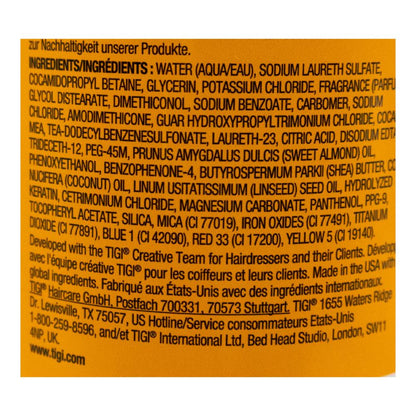 zur Nachhaltigkeit unserer Produkte.
INGREDIENTS/INGRÉDIENTS : WATER (AQUA/EAU), SODIUM LAURETH SULFATE,
COCAMIDOPROPYL BETAINE, GLYCERIN, POTASSIUM CHLORIDE, FRAGRANCE (PARFUM
GLYCOL DISTEARATE, DIMETHICONOL, SODIUM BENZOATE, CARBOMER, SODIUM
CHLORIDE, AMODIMETHICONE, GUAR HYDROXYPROPYLTRIMONIUM CHLORIDE,
MEA, TEA-DODECYLBENZENESULFONATE, LAURETH-23, CITRIC ACID, DISODIUM
TRIDECETH-12, PEG-45M, PRUNUS AMYGDALUS DULCIS (SWEET ALMOND) OIL,
PHENOXYETHANOL, BENZOPHENONE-4, BUTYROSPERMUM PARKII (SHEA) BUTTER,
NUCIFERA (COCONUT) OIL, LINUM USITATISSIMUM (LINSEED) SEED OIL, HYDROLYZED
KERATIN, CETRIMONIUM CHLORIDE, MAGNESIUM CARBONATE, PANTHENOL, PPG-9,
TOCOPHERYL ACETATE, SILICA, MICA (CI 77019), IRON OXIDES (CI 77491), TITANIUM
DIOXIDE (CI 77891), BLUE 1 (CI 42090), RED 33 (CI 17200), YELLOW 5 (CI 19140).
Developed with the TIGI® Creative Team for Hairdressers and their Clients.
avec l'équipe créative TIGI® pour les coiffeurs et leurs clients. Made in the USA with
global ingredients. Fabriqué aux États-Unis avec des ingrédients internationaux.
TIGI® Haircare GmbH, Postfach 700331, 70573 Stuttgart. TIGI® 1655 Waters Ridge
Dr. Lewisville, TX 75057, US Hotline/Service consommateurs États-Unis
1-800-259-8596, and/et TIGI® International Ltd, Bed Head Studio, London, SW11
4NP, UK.
www.tigi.com